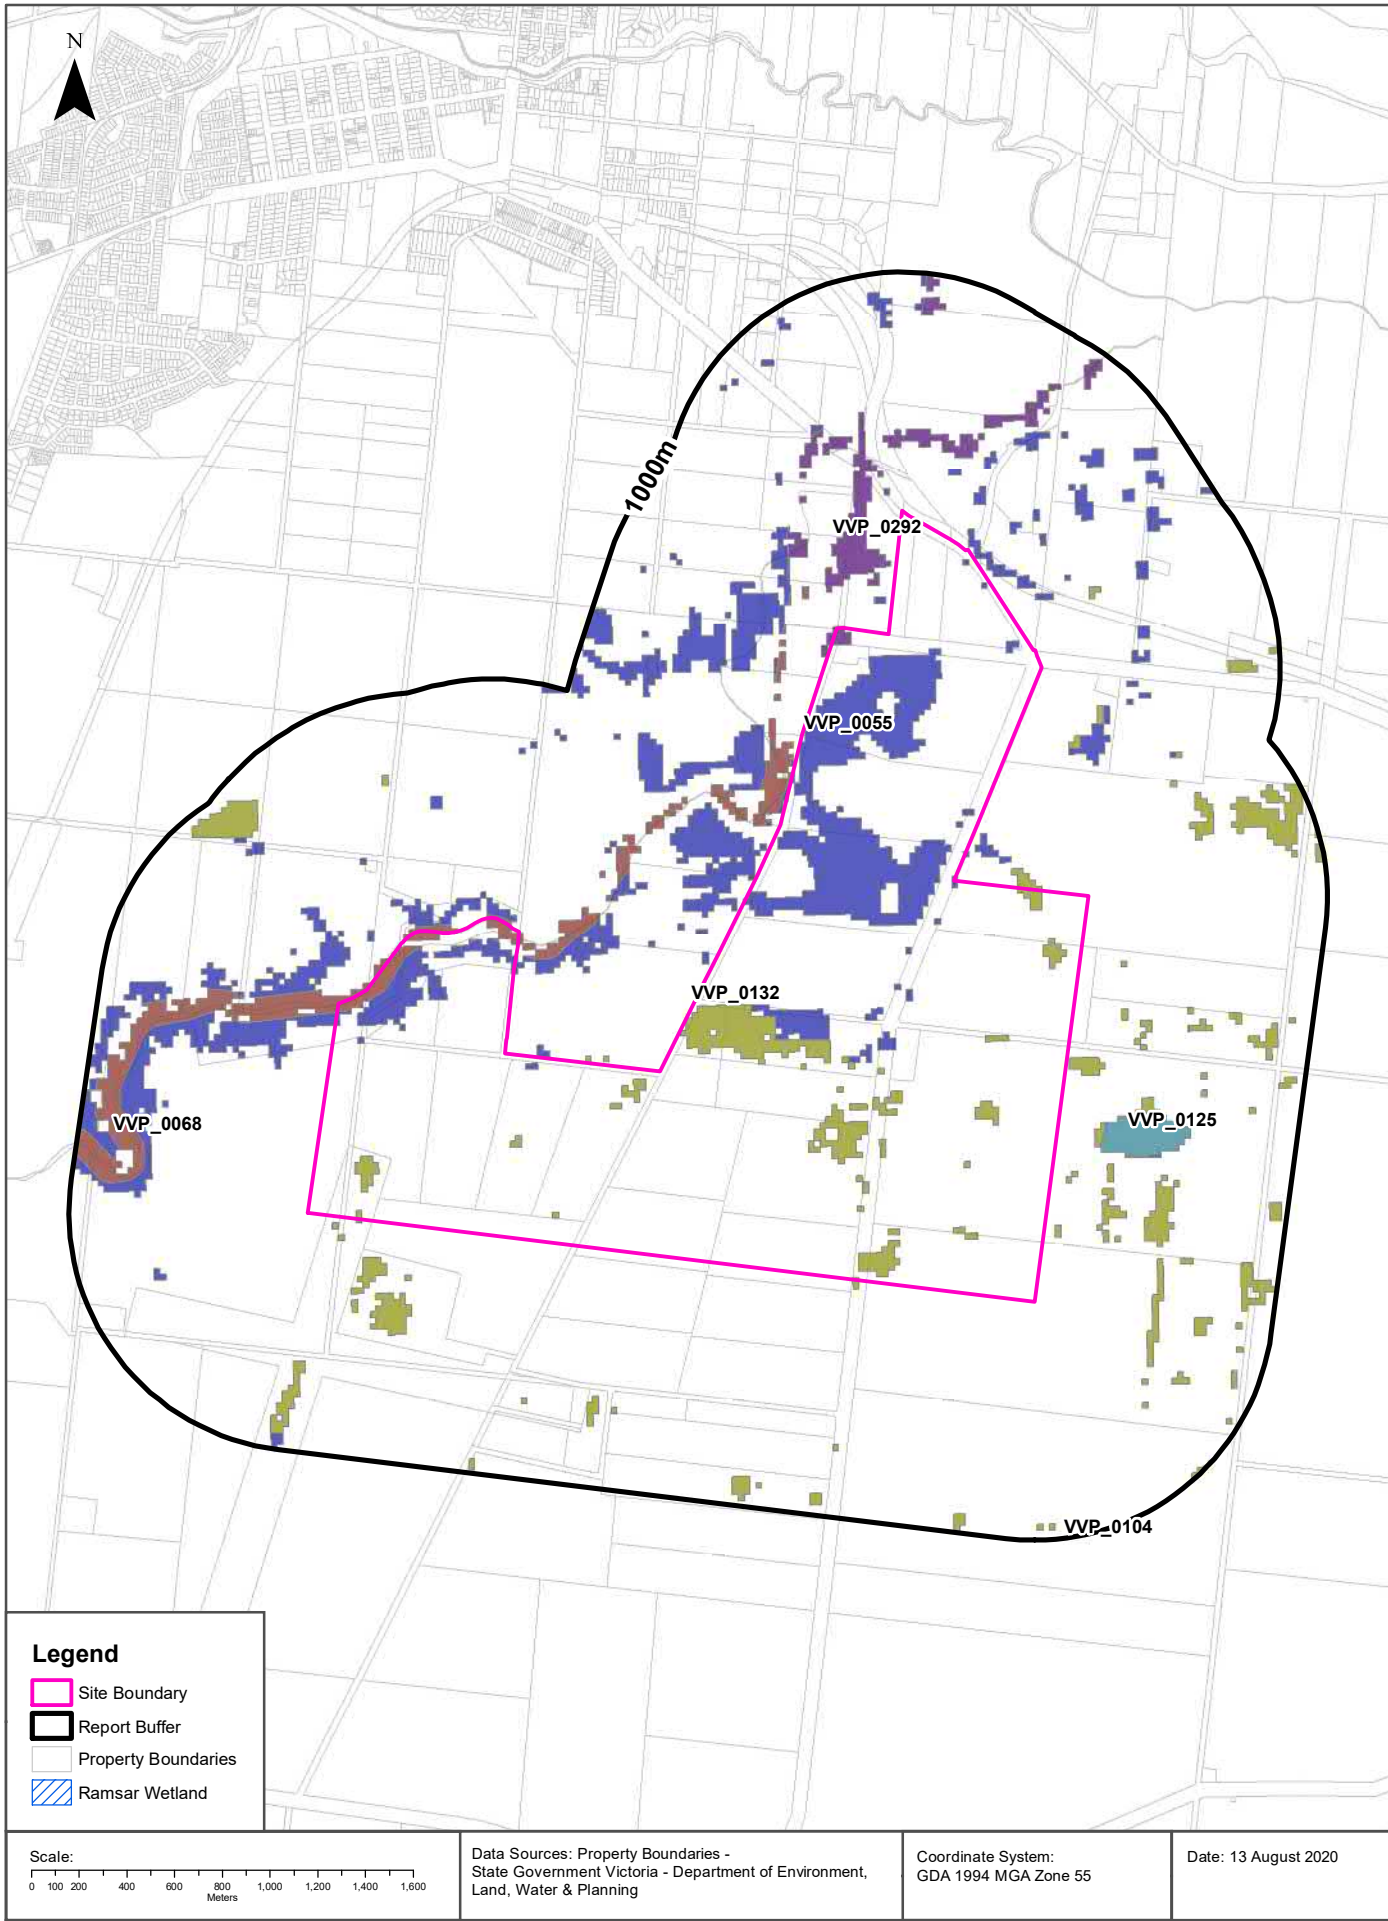 N
1000m
VVP_0292
VVP_0055
VVP_0132
VVP_0068
VVP_0125
VVP_0104
Legend
Site Boundary
Report Buffer
Property Boundaries
Ramsar Wetland
Scale:
0 100 200 400 600 800 1,000 1,200 1,400 1,600
Meters
Data Sources: Property Boundaries -
State Government Victoria - Department of Environment,
Land, Water & Planning
Coordinate System:
GDA 1994 MGA Zone 55
Date: 13 August 2020